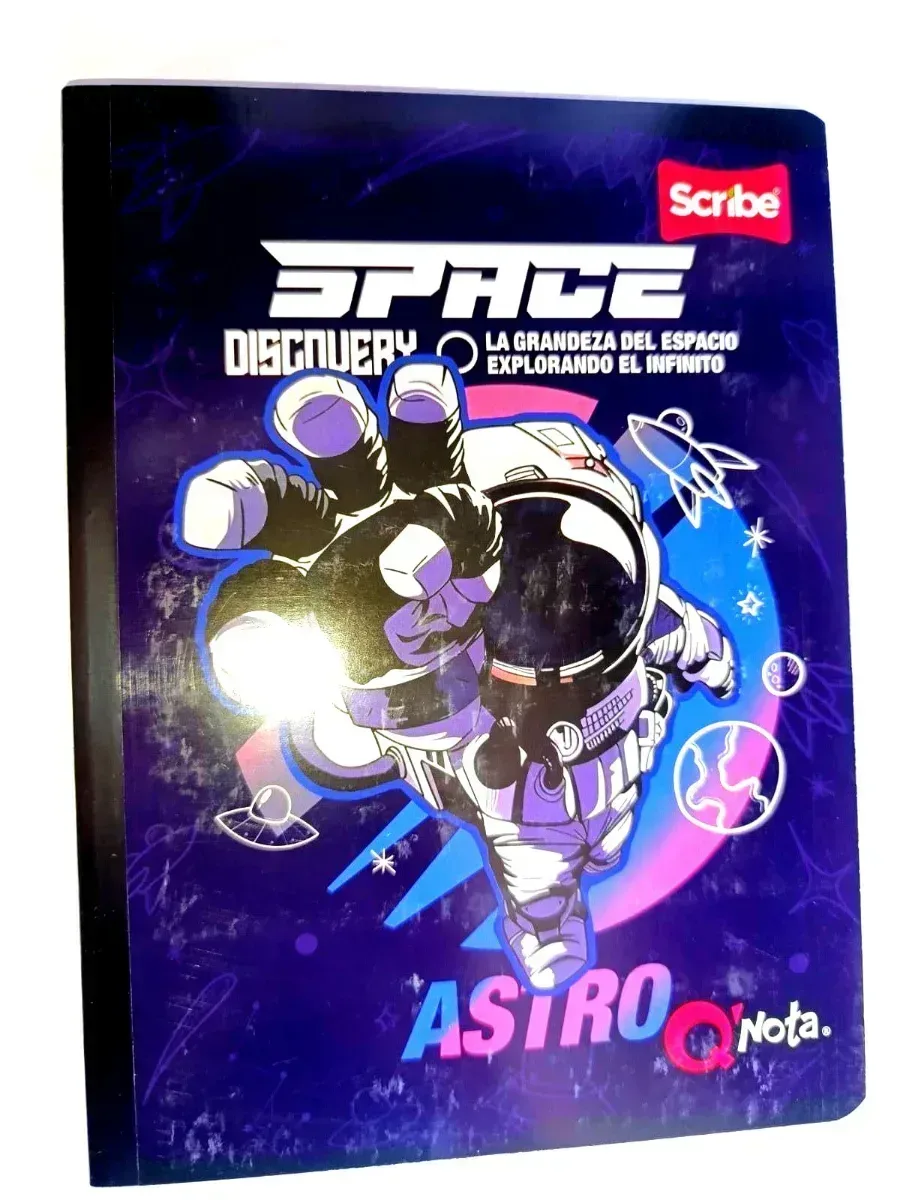 Scribe®
SPACE
DISCOVERY
LA GRANDEZA DEL ESPACIO
EXPLORANDO EL INFINITO
ASTRO
Q'Nota®